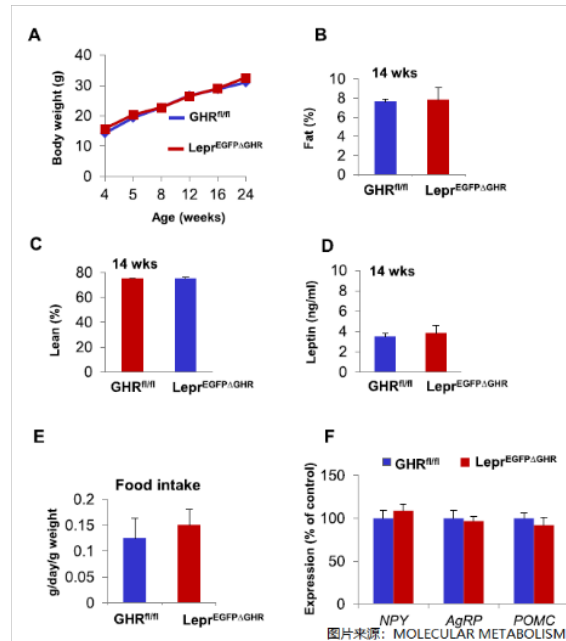 A
Body weight (g)
40
30
20
10
0
4 5 8 12 16 24
Age (weeks)
GHRfl/fl
LeprEGFPΔGHR
B
14 wks
Fat (%)
10
8
6
4
2
0
GHRfl/fl LeprEGFPΔGHR
C
14 wks
Lean (%)
80
60
40
20
0
GHRfl/fl LeprEGFPΔGHR
D
14 wks
Leptin (ng/ml)
10
8
6
4
2
0
GHRfl/fl LeprEGFPΔGHR
E
Food intake
g/day/g weight
0.2
0.15
0.1
0.05
0
GHRfl/fl LeprEGFPΔGHR
F
GHRfl/fl LeprEGFPΔGHR
Expression (% of control)
150
100
50
0
NPY AgRP POMC
图片来源：MOLECULAR METABOLISM